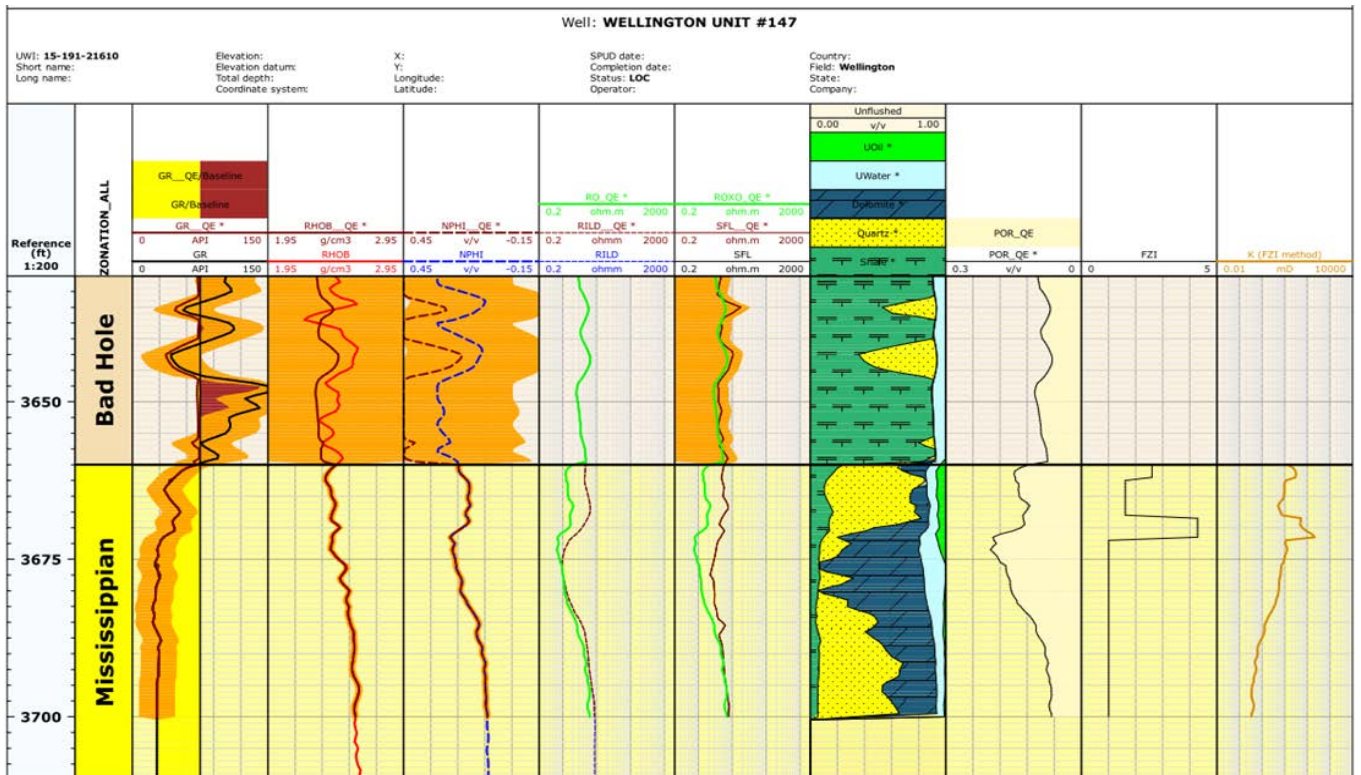 Well: WELLINGTON UNIT #147
UWI: 15-191-21610
Short name:
Long name:
Elevation:
Elevation datum:
Total depth:
Coordinate system:
X:
Y:
Longitude:
Latitude:
SPUD date:
Completion date:
Status: LOC
Operator:
Country:
Field: Wellington
State:
Company:
Reference
(ft)
1:200
ZONATION_ALL
GR__QE/Baseline
GR/Baseline
GR__QE *
0 API 150
GR
0 API 150
RHOB__QE *
1.95 g/cm3 2.95
RHOB
1.95 g/cm3 2.95
NPHI__QE *
0.45 v/v -0.15
NPHI
0.45 v/v -0.15
RO_QE *
0.2 ohm.m 2000
RILD__QE *
0.2 ohmm 2000
RILD
0.2 ohmm 2000
ROXO_QE *
0.2 ohm.m 2000
SFL__QE *
0.2 ohm.m 2000
SFL
0.2 ohm.m 2000
Unflushed
0.00 v/v 1.00
UOil *
UWater *
Dolomite *
Quartz *
Shale *
POR_QE
POR_QE *
0.3 v/v 0
FZI
0 5
K (FZI method)
0.01 mD 10000
Bad Hole
3650
Mississippian
3675
3700